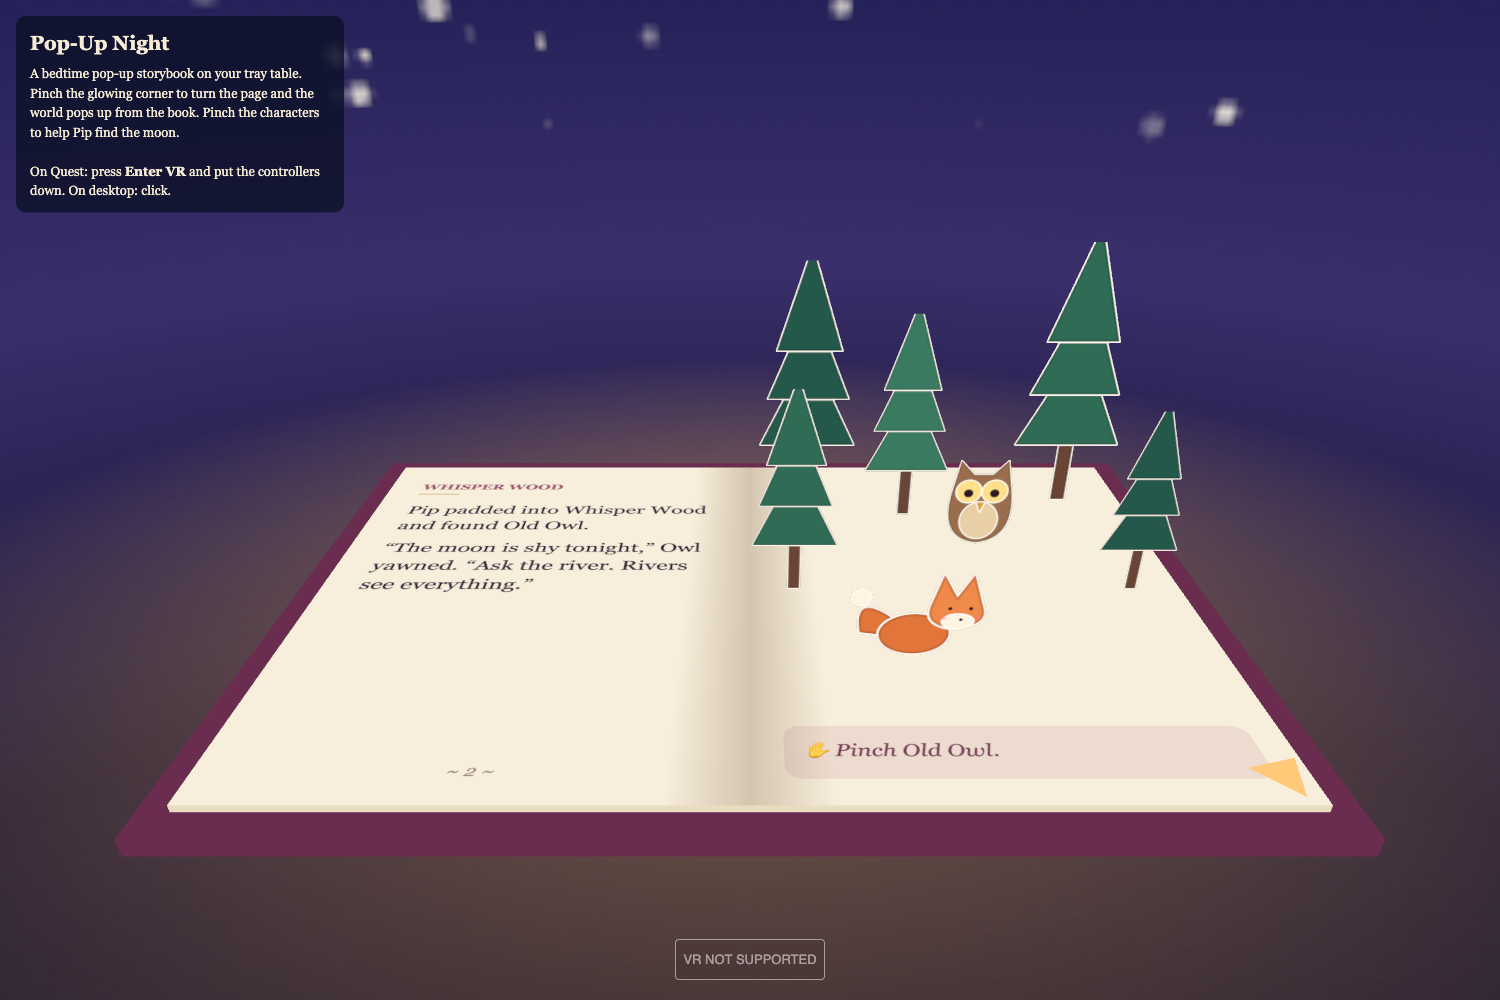 Pop-Up Night
A bedtime pop-up storybook on your tray table.
Pinch the glowing corner to turn the page and the
world pops up from the book. Pinch the characters
to help Pip find the moon.
On Quest: press Enter VR and put the controllers
down. On desktop: click.
WHISPER WOOD
Pip padded into Whisper Wood
and found Old Owl.
“The moon is shy tonight,” Owl
yawned. “Ask the river. Rivers
see everything.”
~ 2 ~
Pinch Old Owl.
VR NOT SUPPORTED